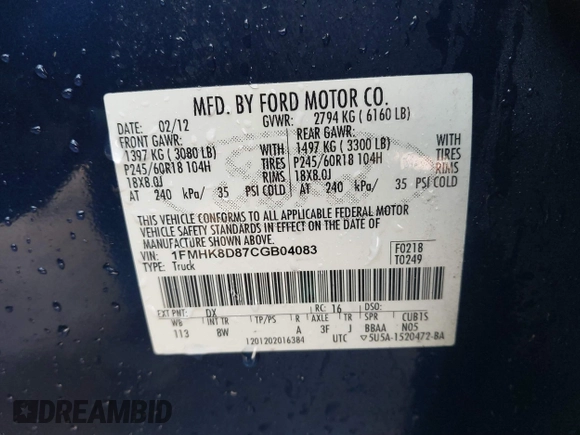 MFD. BY FORD MOTOR CO.
DATE: 02/12 GVWR: 2794 KG ( 6160 LB)
FRONT GAWR: REAR GAWR:
1397 KG ( 3080 LB) WITH 1497 KG ( 3300 LB) WITH
P245/60R18 104H TIRES P245/60R18 104H TIRES
18X8.0J RIMS 18X8.0J RIMS
AT 240 kPa/ 35 PSI COLD AT 240 kPa/ 35 PSI COLD
THIS VEHICLE CONFORMS TO ALL APPLICABLE FEDERAL MOTOR
VEHICLE SAFETY STANDARDS IN EFFECT ON THE DATE OF
MANUFACTURE SHOWN ABOVE.
VIN: 1FMHK8D87CGB04083 F0218
TYPE: Truck T0249
EXT PNT: DX RC: 16 DSO:
WB INT TR TP/PS R AXLE TR SPR CUB1S
113 BW A 3F J BBAA N05
1201202016384 UTC 5U5A-1520472-BA
DREAMBID